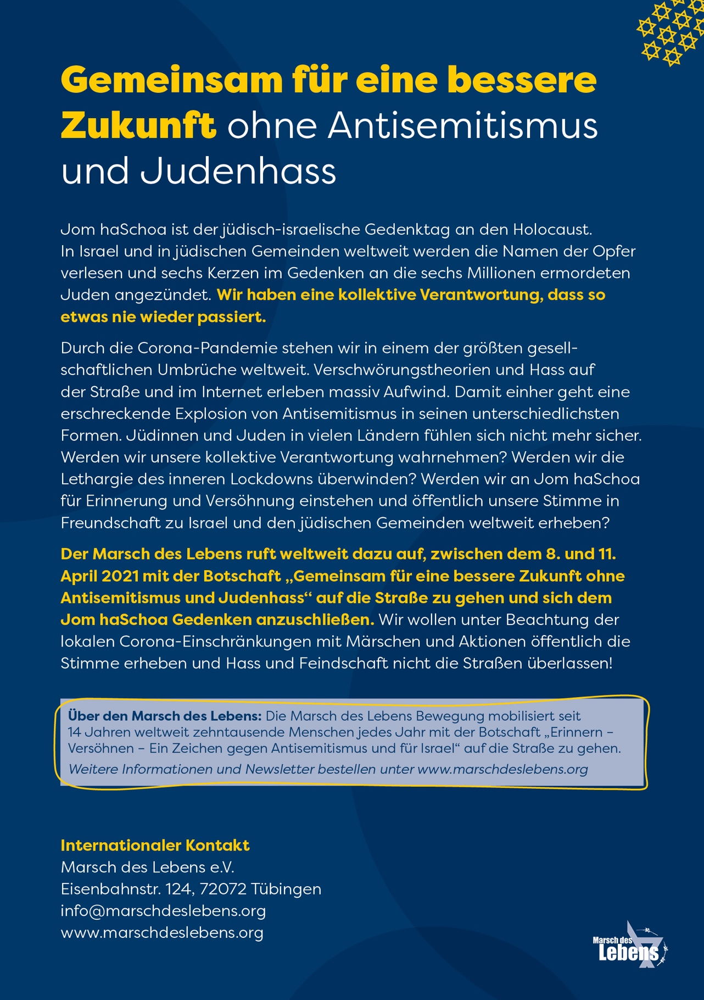 Gemeinsam für eine bessere
Zukunft ohne Antisemitismus
und Judenhass
Jom haSchoa ist der jüdisch-israelische Gedenktag an den Holocaust.
In Israel und in jüdischen Gemeinden weltweit werden die Namen der Opfer
verlesen und sechs Kerzen im Gedenken an die sechs Millionen ermordeten
Juden angezündet. Wir haben eine kollektive Verantwortung, dass so
etwas nie wieder passiert.
Durch die Corona-Pandemie stehen wir in einem der größten gesell-
schaftlichen Umbrüche weltweit. Verschwörungstheorien und Hass auf
der Straße und im Internet erleben massiv Aufwind. Damit einher geht eine
erschreckende Explosion von Antisemitismus in seinen unterschiedlichsten
Formen. Jüdinnen und Juden in vielen Ländern fühlen sich nicht mehr sicher.
Werden wir unsere kollektive Verantwortung wahrnehmen? Werden wir die
Lethargie des inneren Lockdowns überwinden? Werden wir an Jom haSchoa
für Erinnerung und Versöhnung einstehen und öffentlich unsere Stimme in
Freundschaft zu Israel und den jüdischen Gemeinden weltweit erheben?
Der Marsch des Lebens ruft weltweit dazu auf, zwischen dem 8. und 11.
April 2021 mit der Botschaft „Gemeinsam für eine bessere Zukunft ohne
Antisemitismus und Judenhass“ auf die Straße zu gehen und sich dem
Jom haSchoa Gedenken anzuschließen. Wir wollen unter Beachtung der
lokalen Corona-Einschränkungen mit Märschen und Aktionen öffentlich die
Stimme erheben und Hass und Feindschaft nicht die Straßen überlassen!
Über den Marsch des Lebens: Die Marsch des Lebens Bewegung mobilisiert seit
14 Jahren weltweit zehntausende Menschen jedes Jahr mit der Botschaft „Erinnern –
Versöhnen – Ein Zeichen gegen Antisemitismus und für Israel“ auf die Straße zu gehen.
Weitere Informationen und Newsletter bestellen unter www.marschdeslebens.org
Internationaler Kontakt
Marsch des Lebens e.V.
Eisenbahnstr. 124, 72072 Tübingen
info@marschdeslebens.org
www.marschdeslebens.org
Marsch des
Lebens